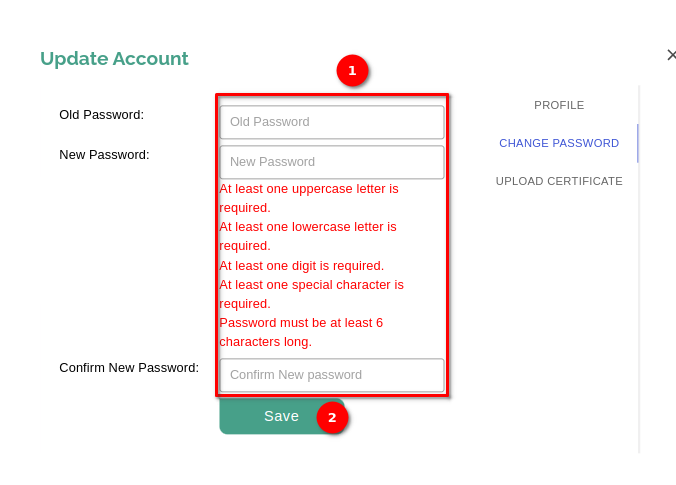 Update Account
1
×
PROFILE
Old Password:
Old Password
CHANGE PASSWORD
New Password:
New Password
UPLOAD CERTIFICATE
At least one uppercase letter is
required.
At least one lowercase letter is
required.
At least one digit is required.
At least one special character is
required.
Password must be at least 6
characters long.
Confirm New Password:
Confirm New password
Save
2